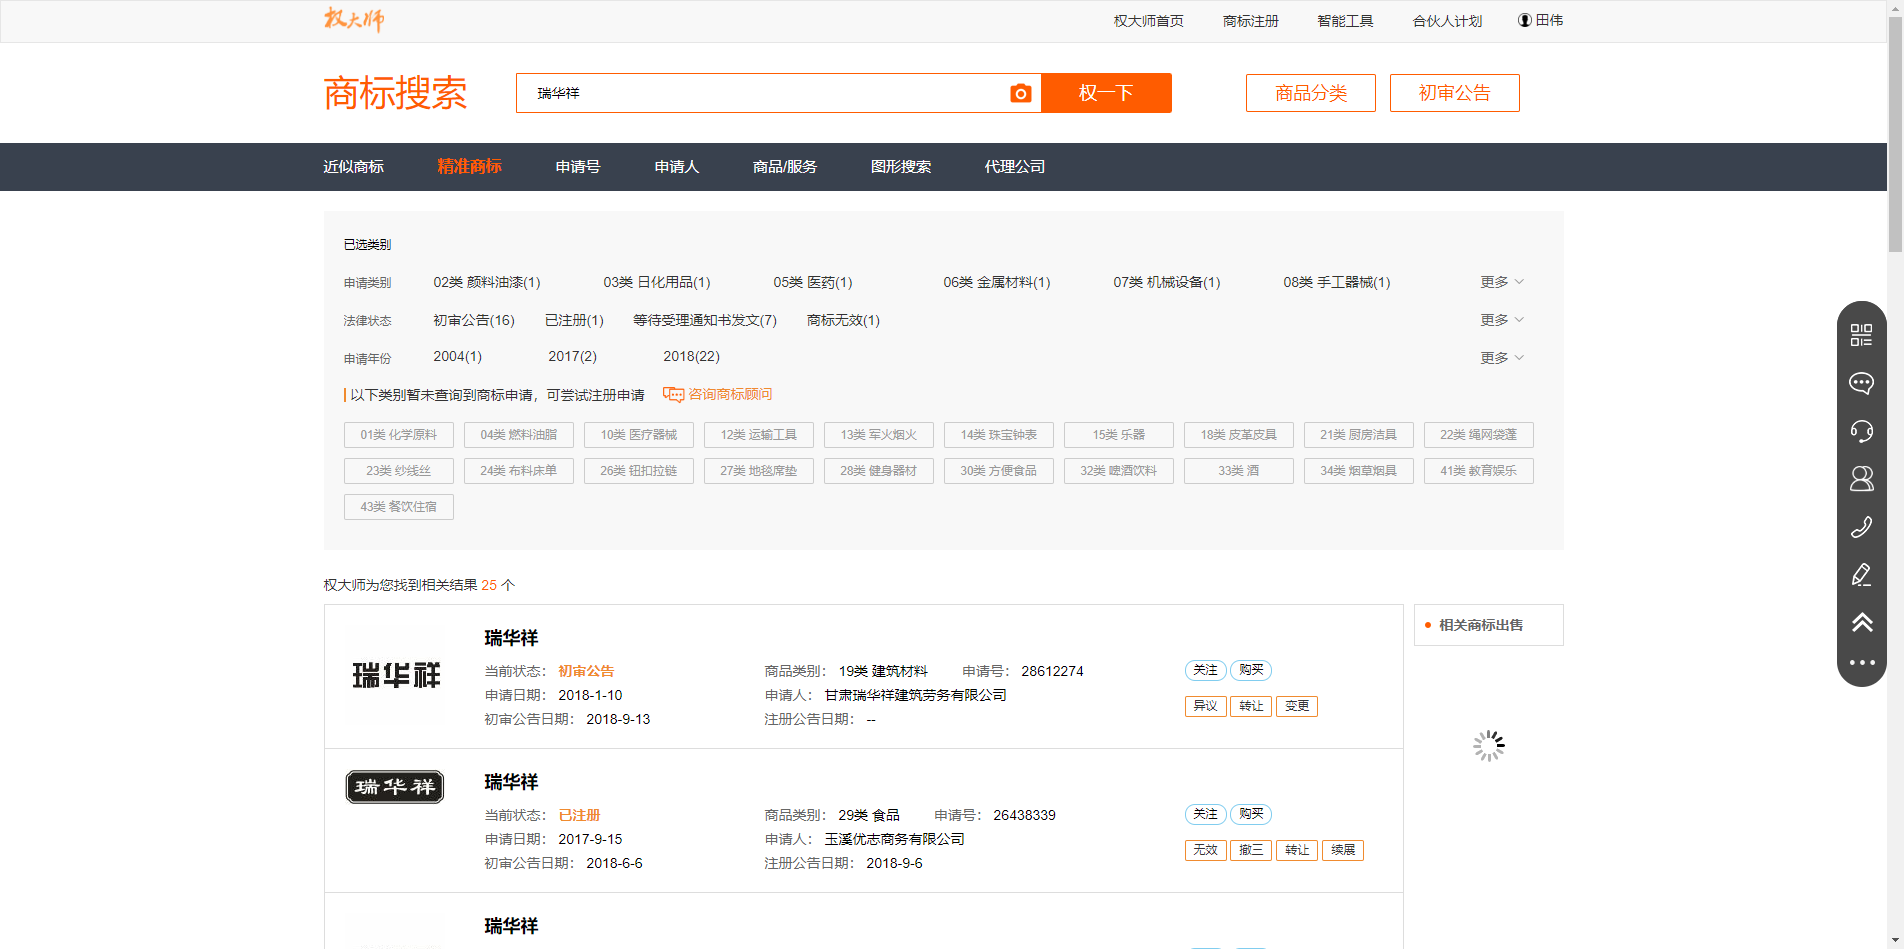 权大师 权大师首页 商标注册 智能工具 合伙人计划 田伟
商标搜索 瑞华祥 权一下 商品分类 初审公告
近似商标 精准商标 申请号 申请人 商品/服务 图形搜索 代理公司
已选类别
申请类别 02类 颜料油漆(1) 03类 日化用品(1) 05类 医药(1) 06类 金属材料(1) 07类 机械设备(1) 08类 手工器械(1) 更多
法律状态 初审公告(16) 已注册(1) 等待受理通知书发文(7) 商标无效(1) 更多
申请年份 2004(1) 2017(2) 2018(22) 更多
以下类别暂未查询到商标申请，可尝试注册申请 咨询商标顾问
01类 化学原料 04类 燃料油脂 10类 医疗器械 12类 运输工具 13类 军火烟火 14类 珠宝钟表 15类 乐器 18类 皮革皮具 21类 厨房洁具 22类 绳网袋篷
23类 纱线丝 24类 布料床单 26类 钮扣拉链 27类 地毯席垫 28类 健身器材 30类 方便食品 32类 啤酒饮料 33类 酒 34类 烟草烟具 41类 教育娱乐
43类 餐饮住宿
权大师为您找到相关结果 25 个
相关商标出售
瑞华祥
瑞华祥
当前状态： 初审公告 商品类别： 19类 建筑材料 申请号： 28612274 关注 购买
申请日期： 2018-1-10 申请人： 甘肃瑞华祥建筑劳务有限公司
初审公告日期： 2018-9-13 注册公告日期： -- 异议 转让 变更
瑞华祥
瑞华祥
当前状态： 已注册 商品类别： 29类 食品 申请号： 26438339 关注 购买
申请日期： 2017-9-15 申请人： 玉溪优志商务有限公司
初审公告日期： 2018-6-6 注册公告日期： 2018-9-6 无效 撤三 转让 续展
瑞华祥